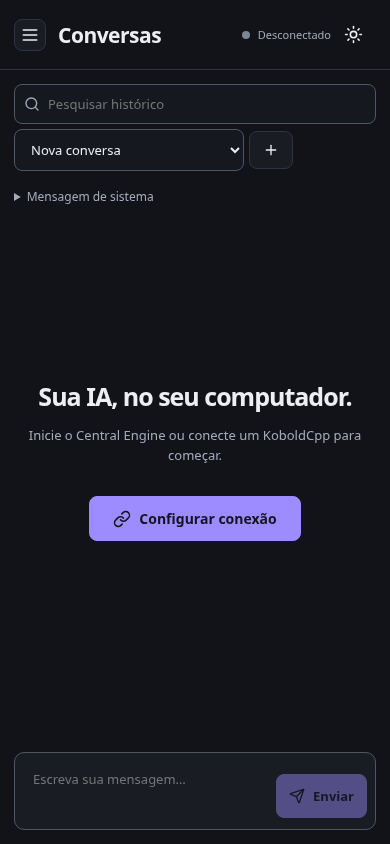 Conversas
Desconectado
Pesquisar histórico
Nova conversa
Mensagem de sistema
Sua IA, no seu computador.
Inicie o Central Engine ou conecte um KoboldCpp para
começar.
Configurar conexão
Escreva sua mensagem...
Enviar